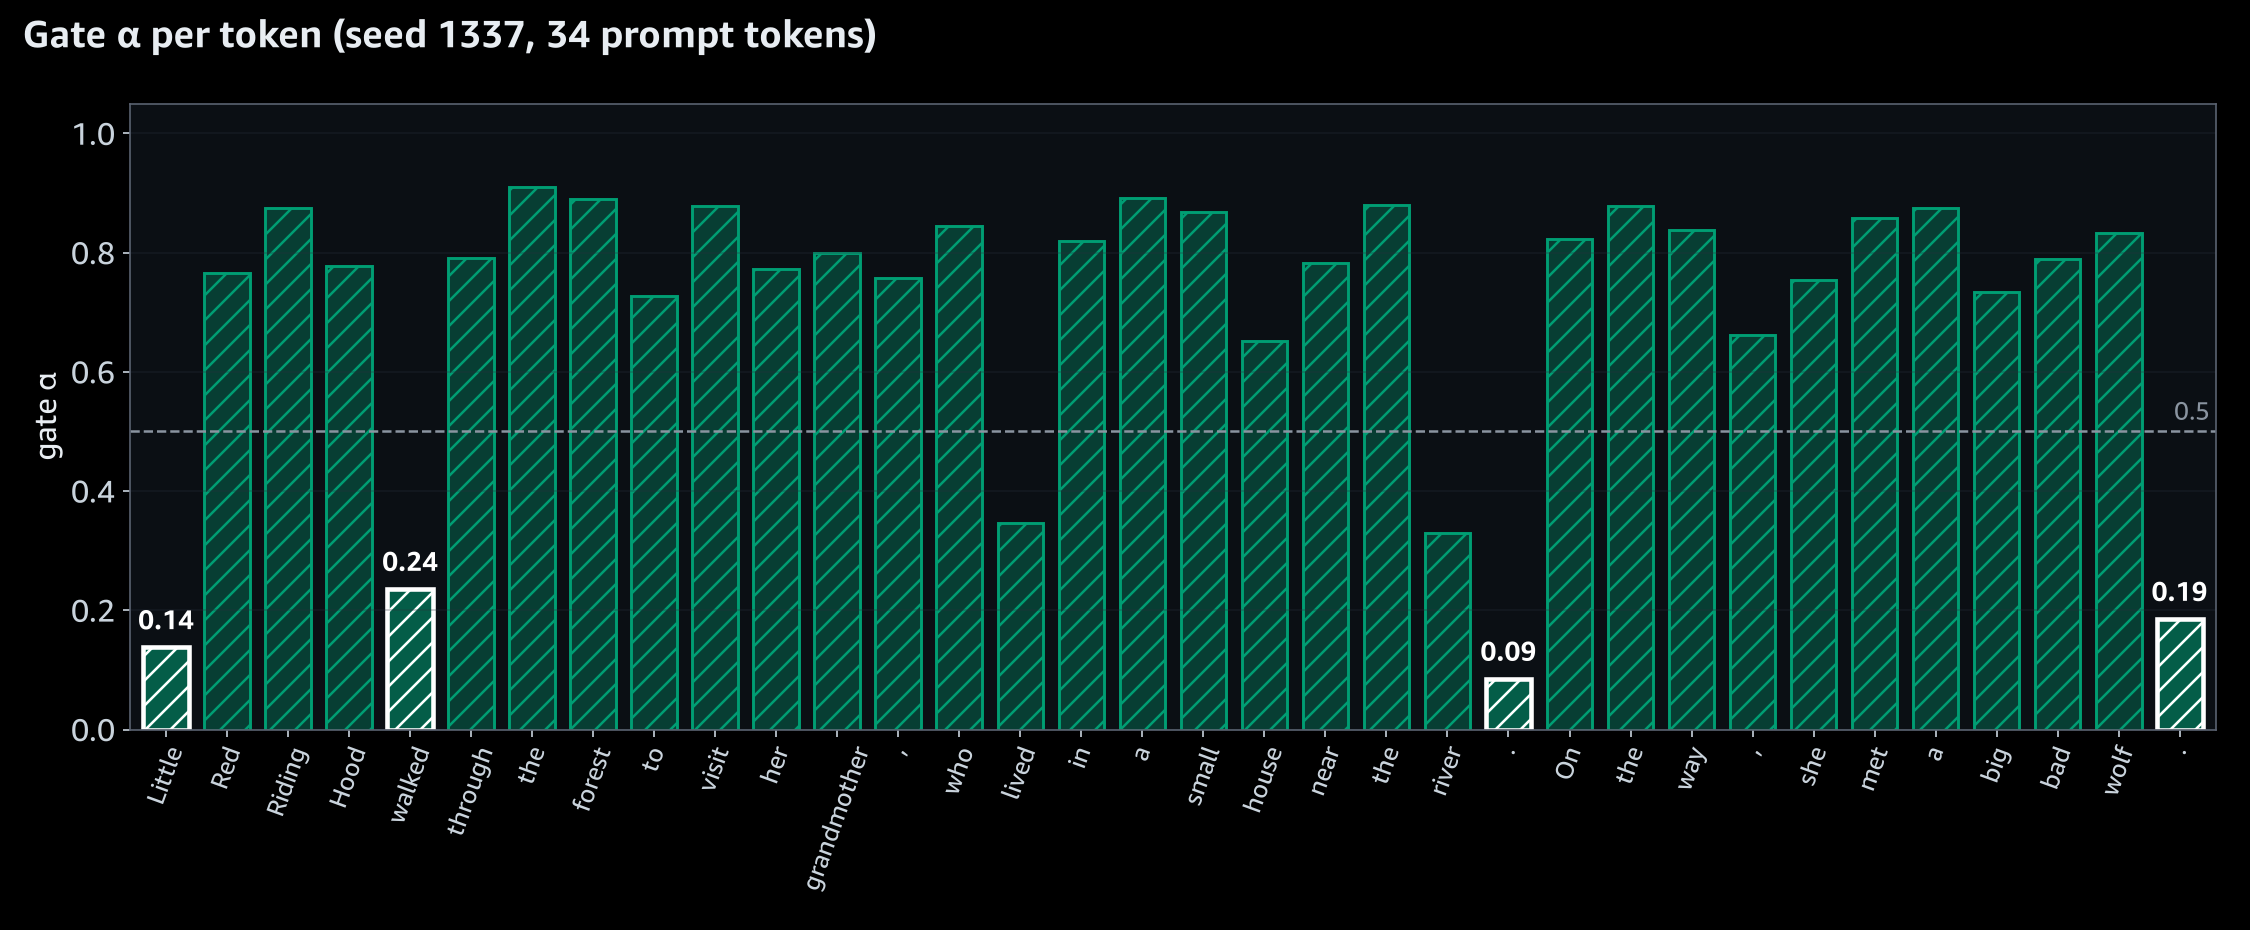 Gate α per token (seed 1337, 34 prompt tokens)
gate α
1.0
0.8
0.6
0.4
0.2
0.0
0.5
0.14
0.24
0.09
0.19
Little
Red
Riding
Hood
walked
through
the
forest
to
visit
her
grandmother
,
who
lived
in
a
small
house
near
the
river
.
On
the
way
,
she
met
a
big
bad
wolf
.